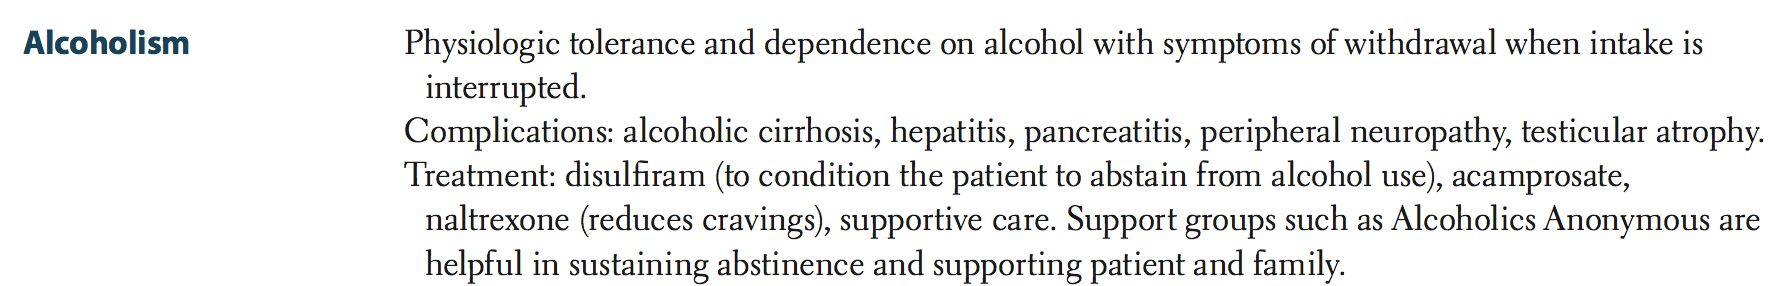 Alcoholism
Physiologic tolerance and dependence on alcohol with symptoms of withdrawal when intake is
interrupted.
Complications: alcoholic cirrhosis, hepatitis, pancreatitis, peripheral neuropathy, testicular atrophy.
Treatment: disulfiram (to condition the patient to abstain from alcohol use), acamprosate,
naltrexone (reduces cravings), supportive care. Support groups such as Alcoholics Anonymous are
helpful in sustaining abstinence and supporting patient and family.